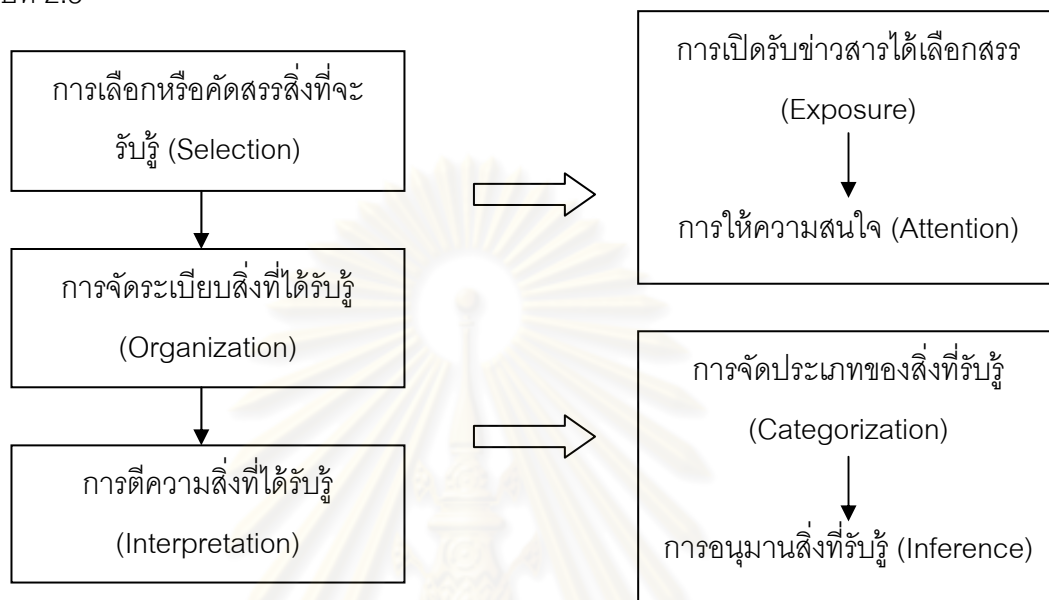 การเลือกหรือคัดสรรสิ่งที่จะ
รับรู้ (Selection)
การจัดระเบียบสิ่งที่ได้รับรู้
(Organization)
การตีความสิ่งที่ได้รับรู้
(Interpretation)
การเปิดรับข่าวสารได้เลือกสรร
(Exposure)
การให้ความสนใจ (Attention)
การจัดประเภทของสิ่งที่รับรู้
(Categorization)
การอนุมานสิ่งที่รับรู้ (Inference)